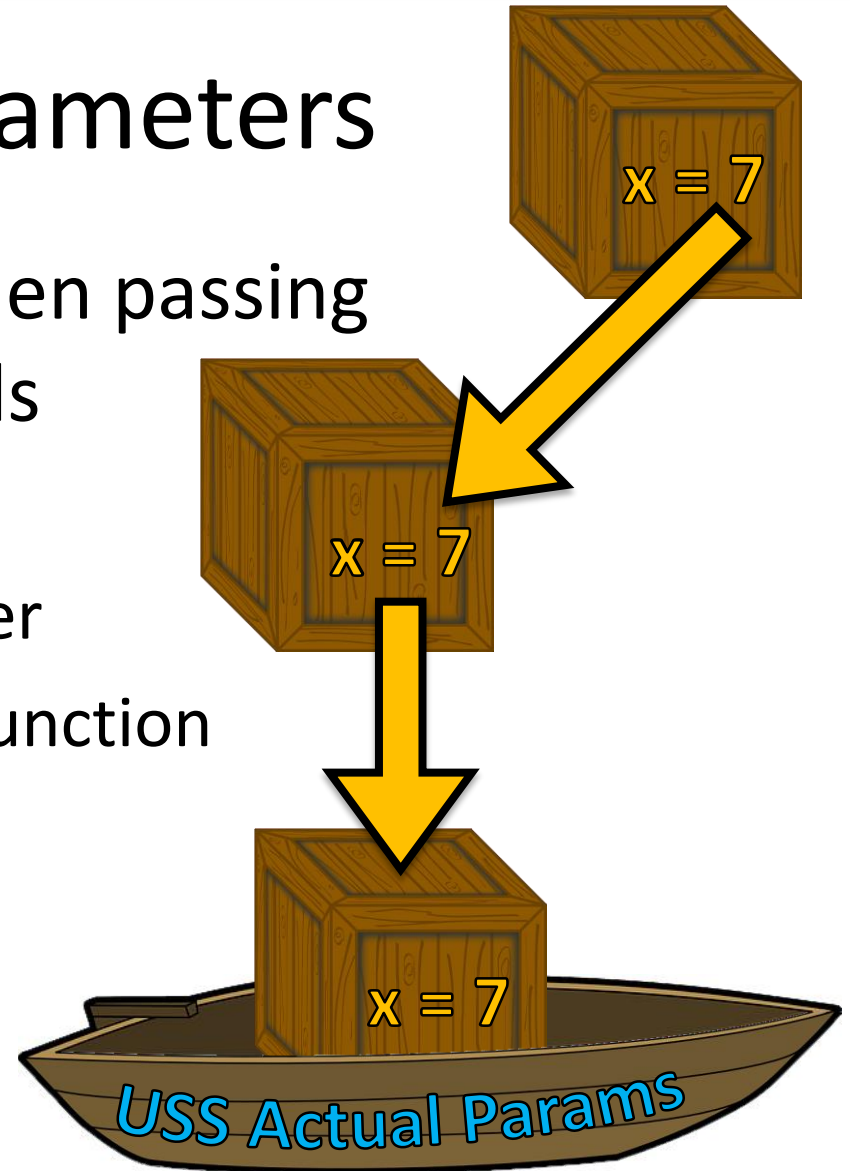 ameters
x = 7
en passing
ls
x = 7
er
unction
x = 7
USS Actual Params